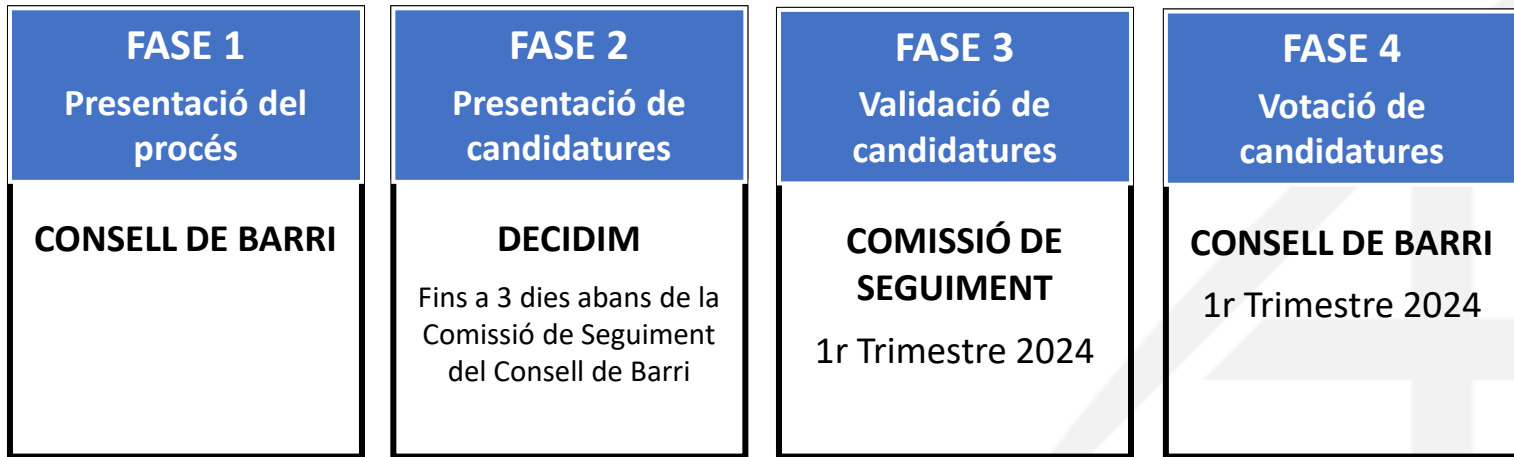 FASE 1
Presentació del
procés
CONSELL DE BARRI
FASE 2
Presentació de
candidatures
DECIDIM
Fins a 3 dies abans de la
Comissió de Seguiment
del Consell de Barri
FASE 3
Validació de
candidatures
COMISSIÓ DE
SEGUIMENT
1r Trimestre 2024
FASE 4
Votació de
candidatures
CONSELL DE BARRI
1r Trimestre 2024